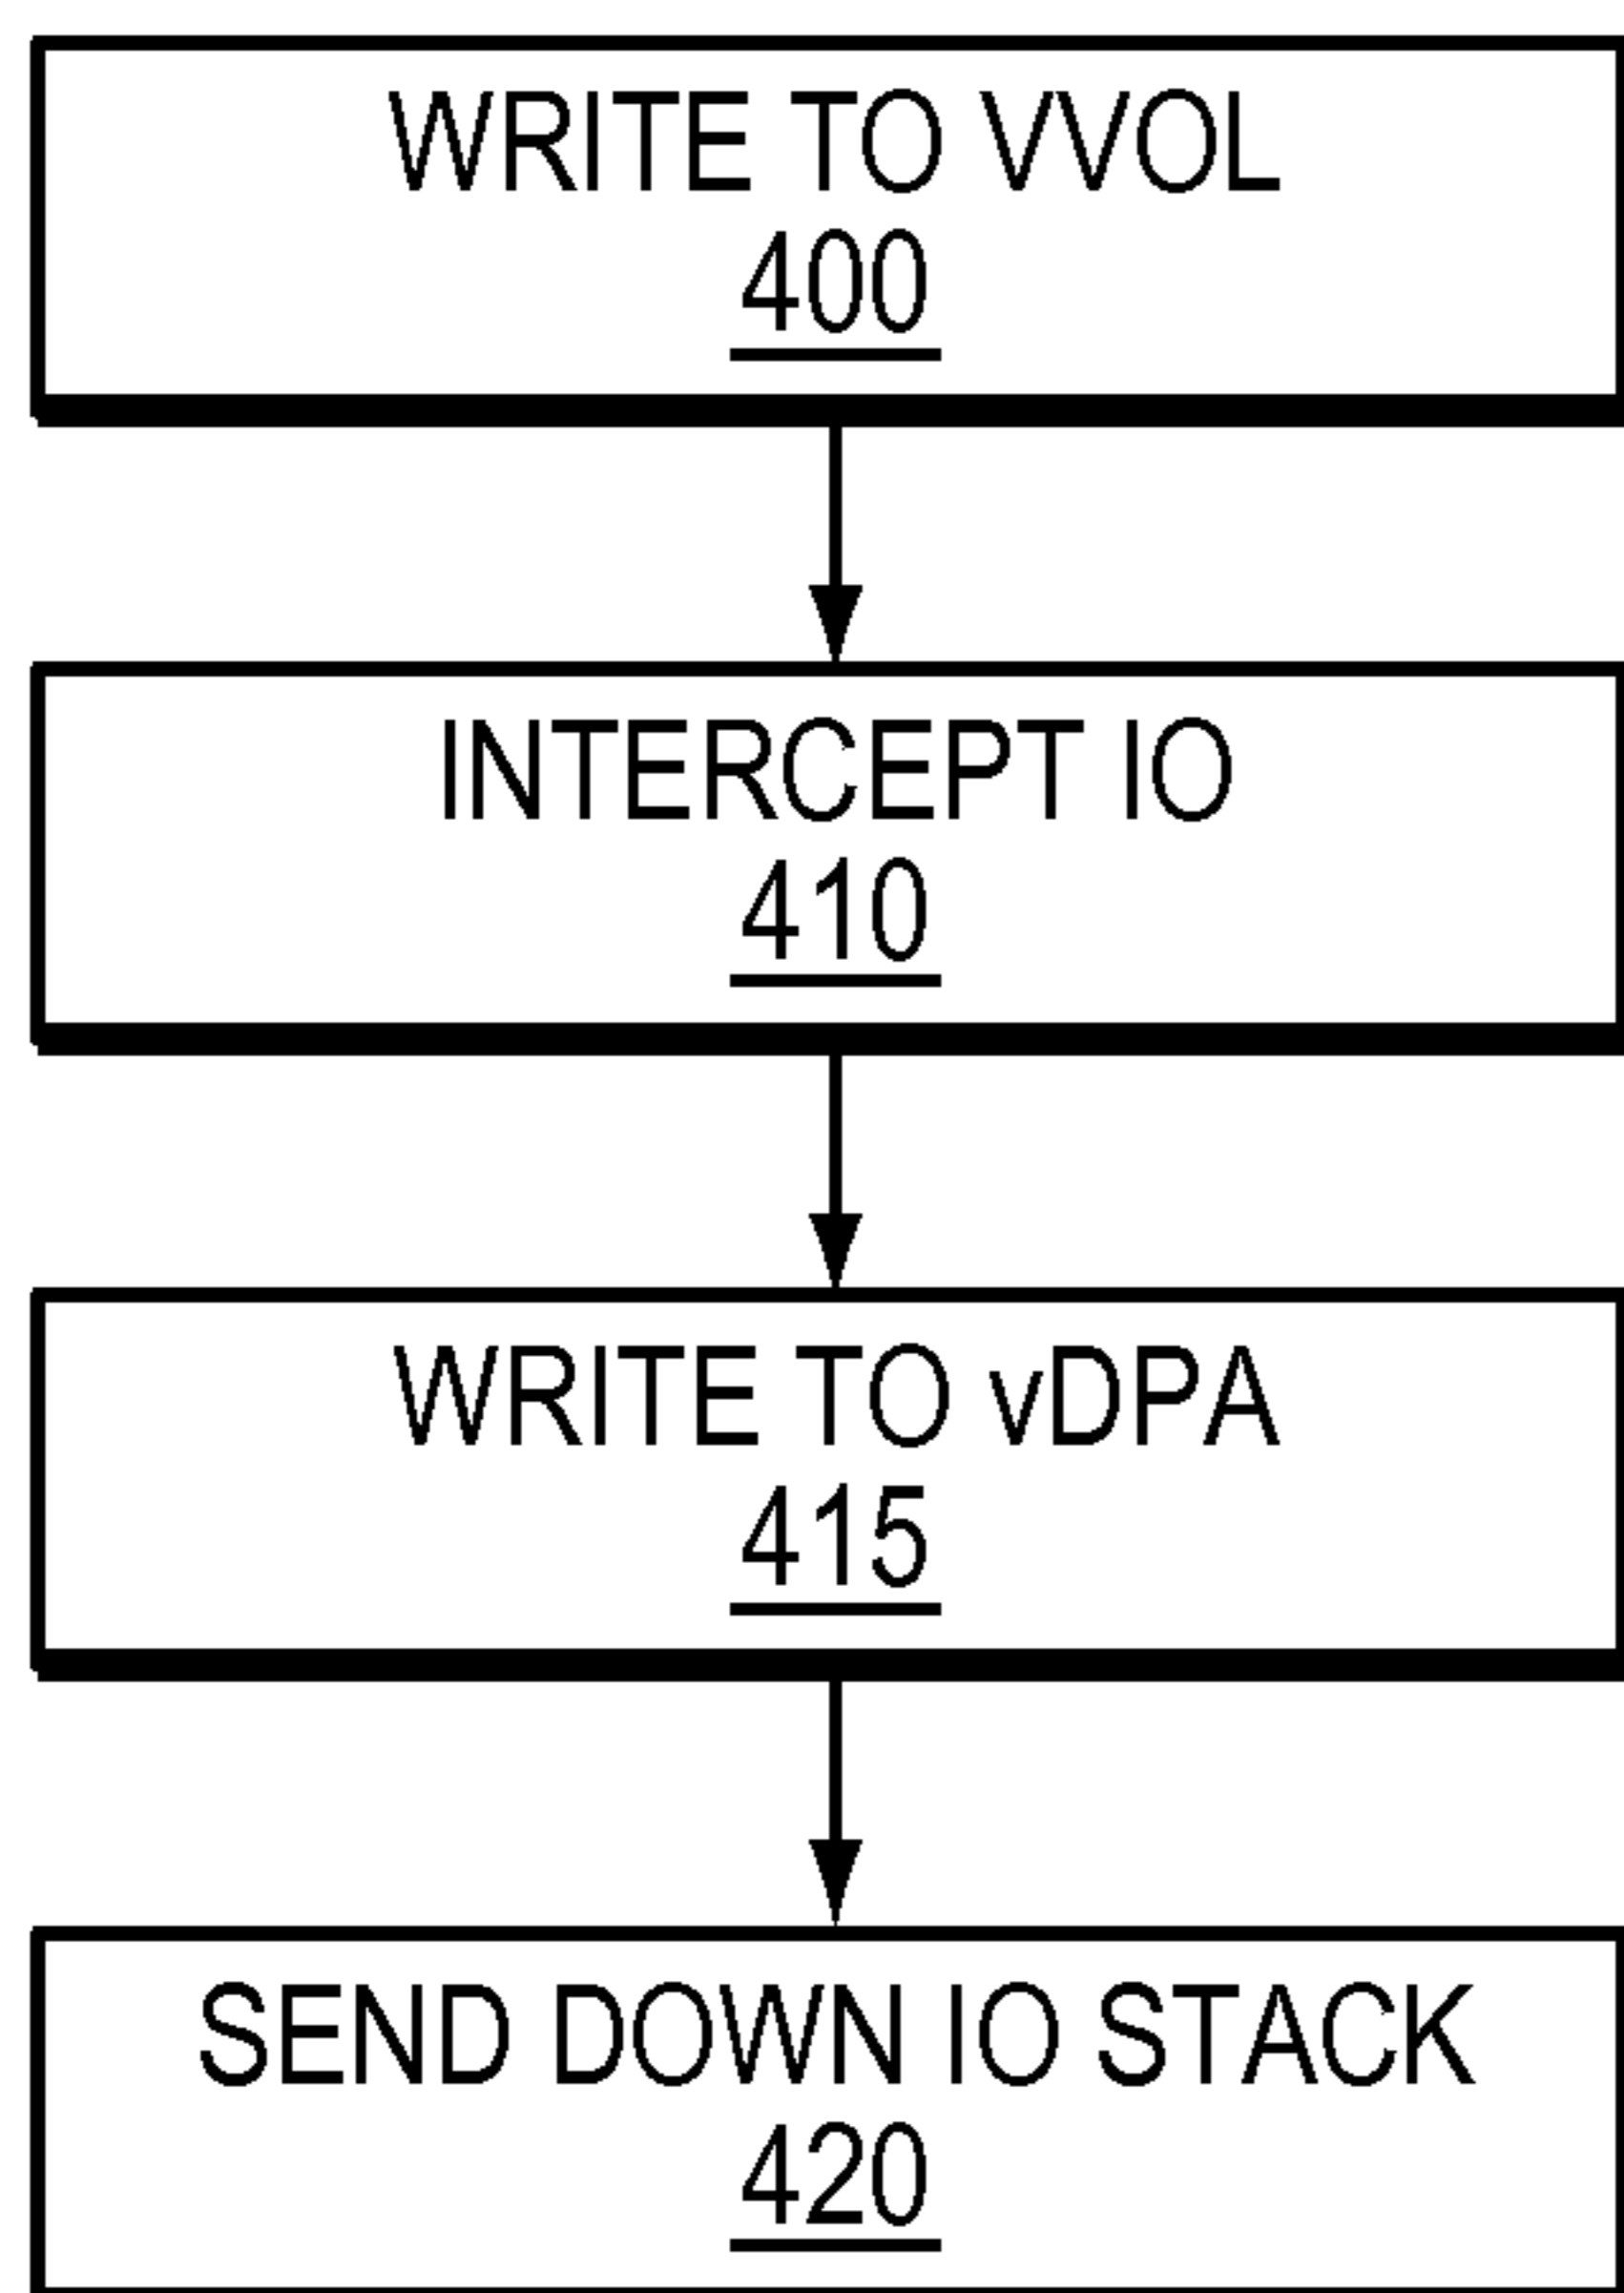 WRITE TO VVOL
400
INTERCEPT IO
410
WRITE TO vDPA
415
SEND DOWN IO STACK
420